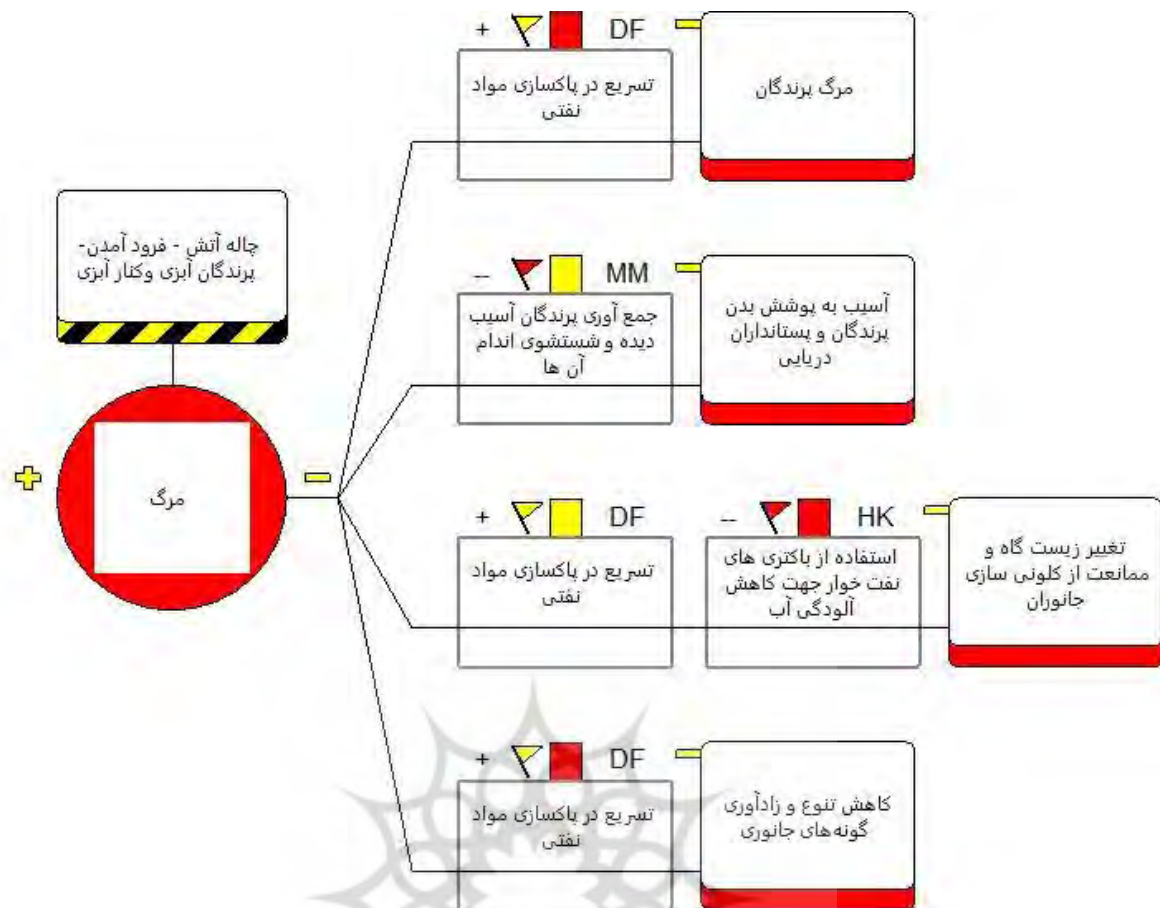 چاله آتش - فرود آمدن-
پرندگان آبزی وکنار آبزی
مرگ
+ DF
تسریع در پاکسازی مواد
نفتی
مرگ پرندگان
-- MM
جمع آوری پرندگان آسیب
دیده و شستشوی اندام
آن ها
آسیب به پوشش بدن
پرندگان و پستانداران
دریایی
+ DF
تسریع در پاکسازی مواد
نفتی
-- HK
استفاده از باکتری های
نفت خوار جهت کاهش
آلودگی آب
تغییر زیست گاه و
ممانعت از کلونی سازی
جانوران
+ DF
تسریع در پاکسازی مواد
نفتی
کاهش تنوع و زادآوری
گونه‌های جانوری